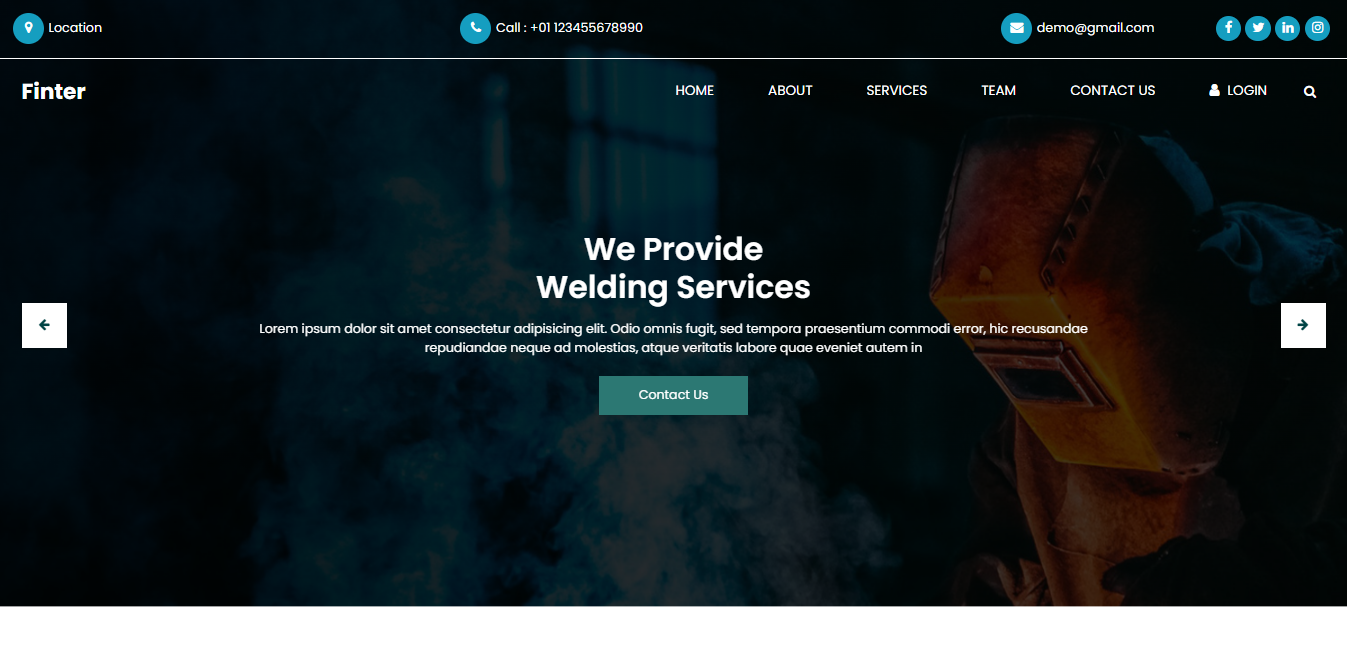 Location
Call : +01 123455678990
demo@gmail.com
Finter
HOME
ABOUT
SERVICES
TEAM
CONTACT US
LOGIN
We Provide
Welding Services
Lorem ipsum dolor sit amet consectetur adipisicing elit. Odio omnis fugit, sed tempora praesentium commodi error, hic recusandae
repudiandae neque ad molestias, atque veritatis labore quae eveniet autem in
Contact Us